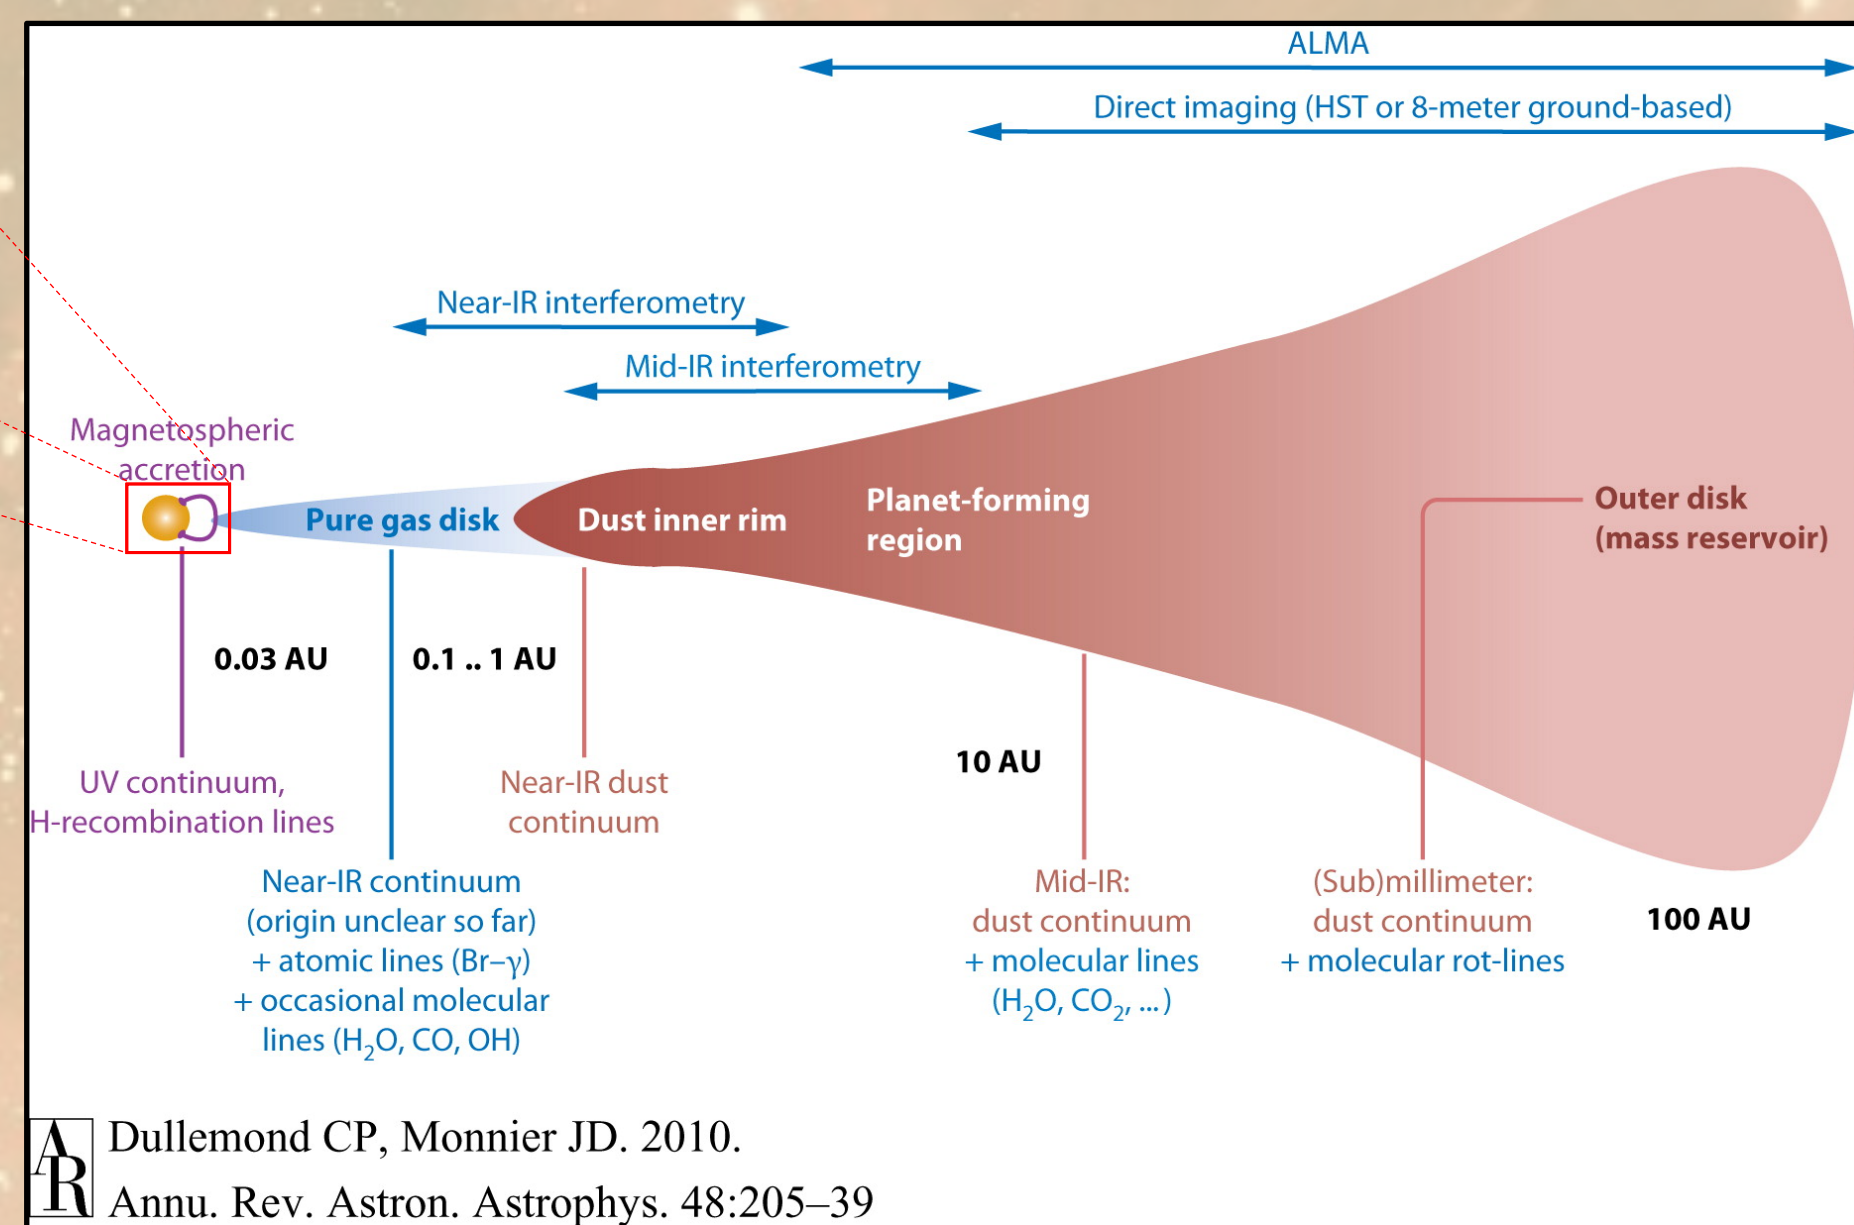 ALMA
Direct imaging (HST or 8-meter ground-based)
Near-IR interferometry
Mid-IR interferometry
Magnetospheric
accretion
Pure gas disk
Dust inner rim
Planet-forming
region
Outer disk
(mass reservoir)
0.03 AU
0.1 .. 1 AU
10 AU
100 AU
UV continuum,
H-recombination lines
Near-IR dust
continuum
Near-IR continuum
(origin unclear so far)
+ atomic lines (Br–γ)
+ occasional molecular
lines (H₂O, CO, OH)
Mid-IR:
dust continuum
+ molecular lines
(H₂O, CO₂, ...)
(Sub)millimeter:
dust continuum
+ molecular rot-lines
AR
Dullemond CP, Monnier JD. 2010.
Annu. Rev. Astron. Astrophys. 48:205–39